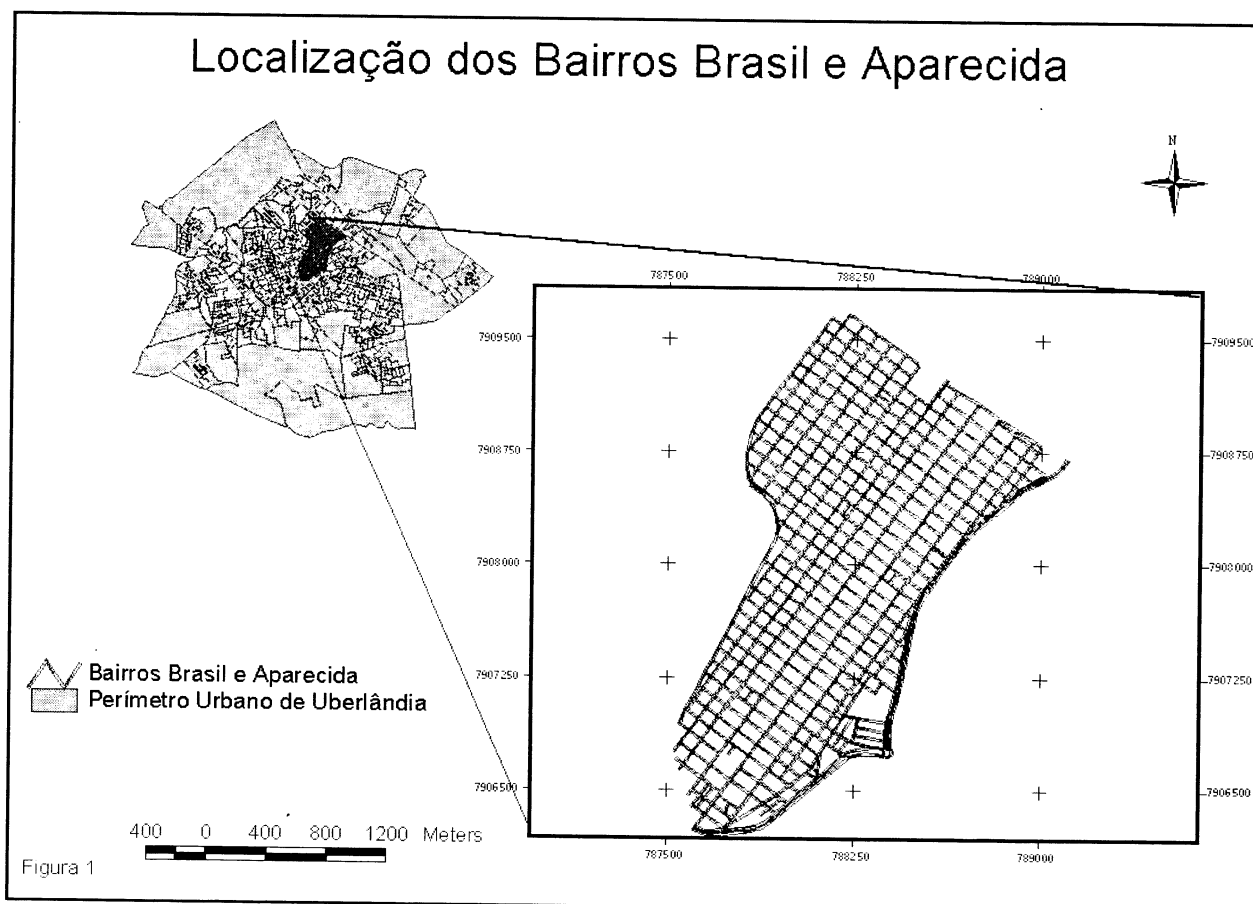 Localização dos Bairros Brasil e Aparecida
N
787500 788250 789000
7909500 7909500
7908750 7908750
7908000 7908000
7907250 7907250
7906500 7906500
787500 788250 789000
Bairros Brasil e Aparecida
Perímetro Urbano de Uberlândia
400 0 400 800 1200 Meters
Figura 1